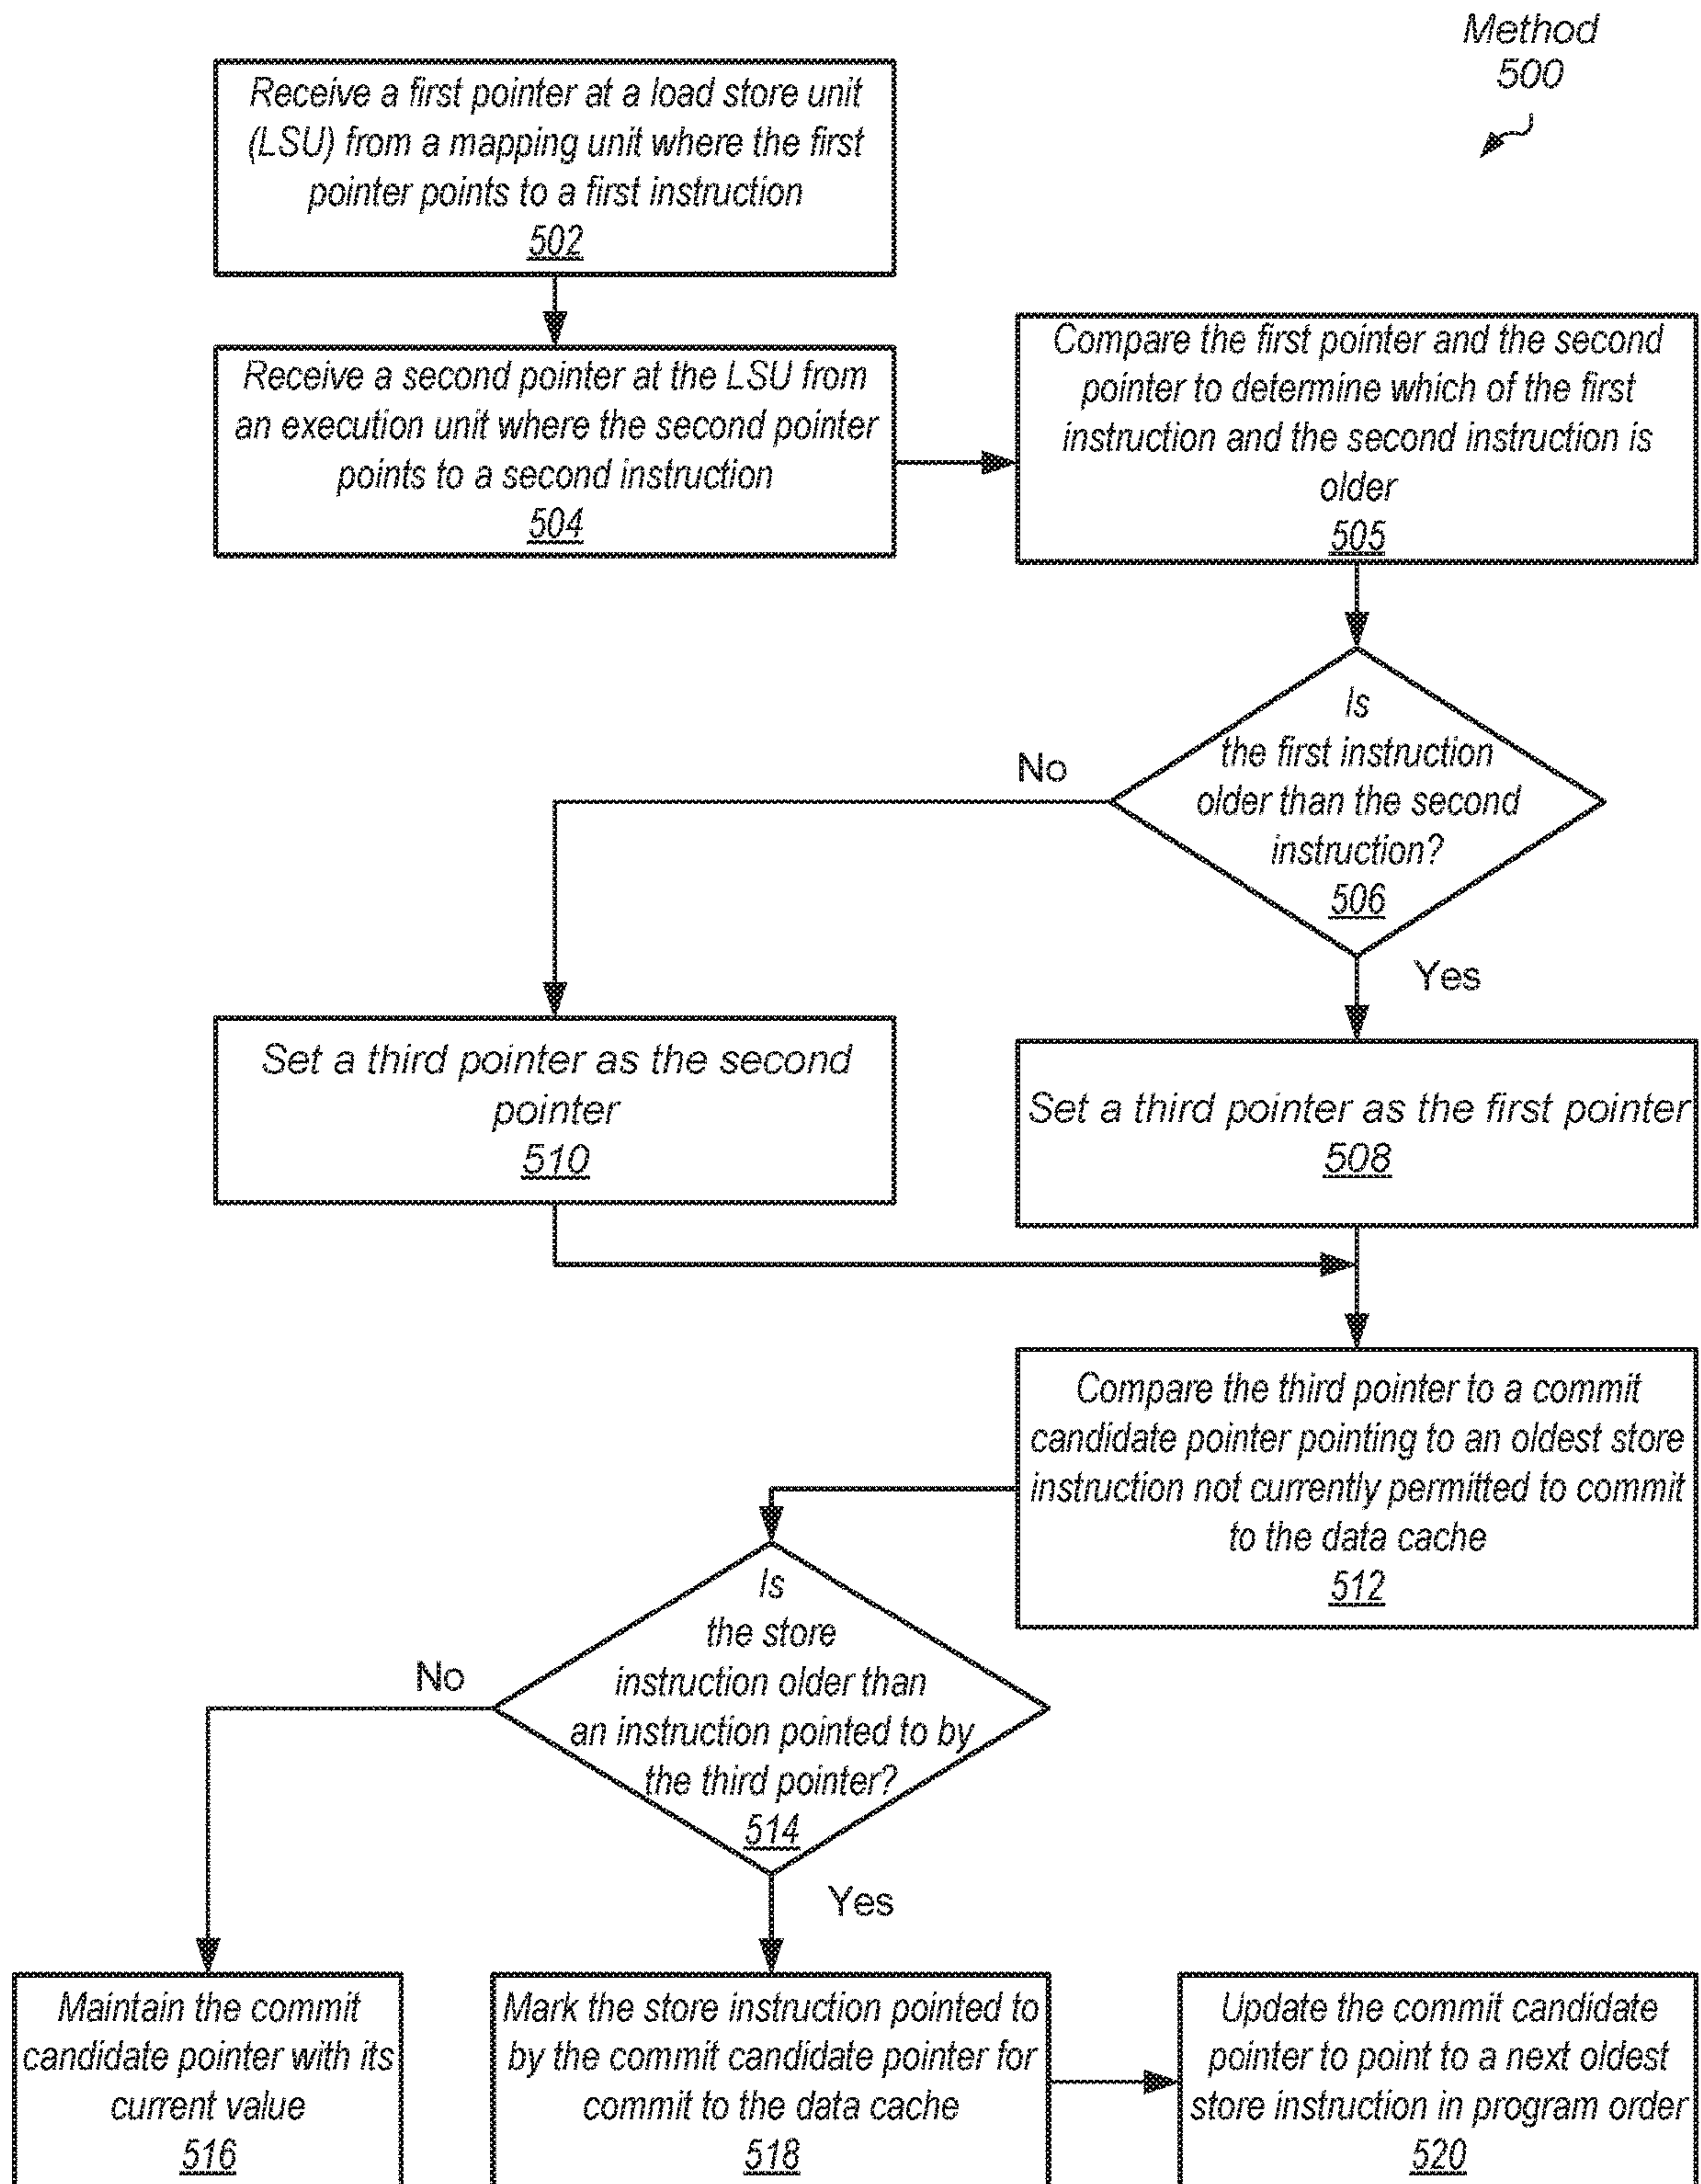 Method
500
Receive a first pointer at a load store unit
(LSU) from a mapping unit where the first
pointer points to a first instruction
502
Receive a second pointer at the LSU from
an execution unit where the second pointer
points to a second instruction
504
Compare the first pointer and the second
pointer to determine which of the first
instruction and the second instruction is
older
505
Is
the first instruction
older than the second
instruction?
506
No
Yes
Set a third pointer as the second
pointer
510
Set a third pointer as the first pointer
508
Compare the third pointer to a commit
candidate pointer pointing to an oldest store
instruction not currently permitted to commit
to the data cache
512
Is
the store
instruction older than
an instruction pointed to by
the third pointer?
514
No
Yes
Maintain the commit
candidate pointer with its
current value
516
Mark the store instruction pointed to
by the commit candidate pointer for
commit to the data cache
518
Update the commit candidate
pointer to point to a next oldest
store instruction in program order
520